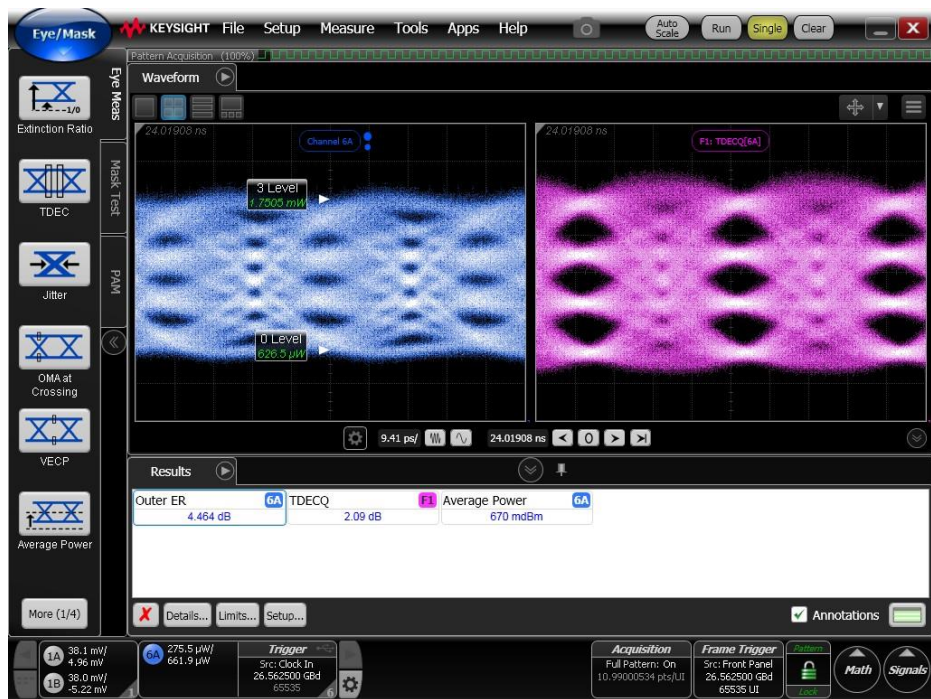 Eye/Mask
KEYSIGHT File Setup Measure Tools Apps Help
Auto Scale
Run
Single
Clear
Pattern Acquisition (100%)
Waveform
Eye Meas
Mask Test
PAM
1/0
Extinction Ratio
TDEC
Jitter
OMA at
Crossing
VECP
Average Power
More (1/4)
24.01908 ns
Channel 6A
3 Level
1.7505 mW
0 Level
626.5 µW
24.01908 ns
F1: TDECQ[6A]
9.41 ps/
24.01908 ns
0
Results
Outer ER 6A
4.464 dB
TDECQ F1
2.09 dB
Average Power 6A
670 mdBm
Details...
Limits...
Setup...
Annotations
1A 38.1 mV/
4.96 mV
1B 38.0 mV/
-5.22 mV
1
6A 275.5 µW/
661.9 µW
Trigger
Src: Clock In
26.562500 GBd
65535
6
Acquisition
Full Pattern: On
10.99000534 pts/UI
Frame Trigger
Src: Front Panel
26.562500 GBd
65535 UI
Pattern
Lock
Math
Signals